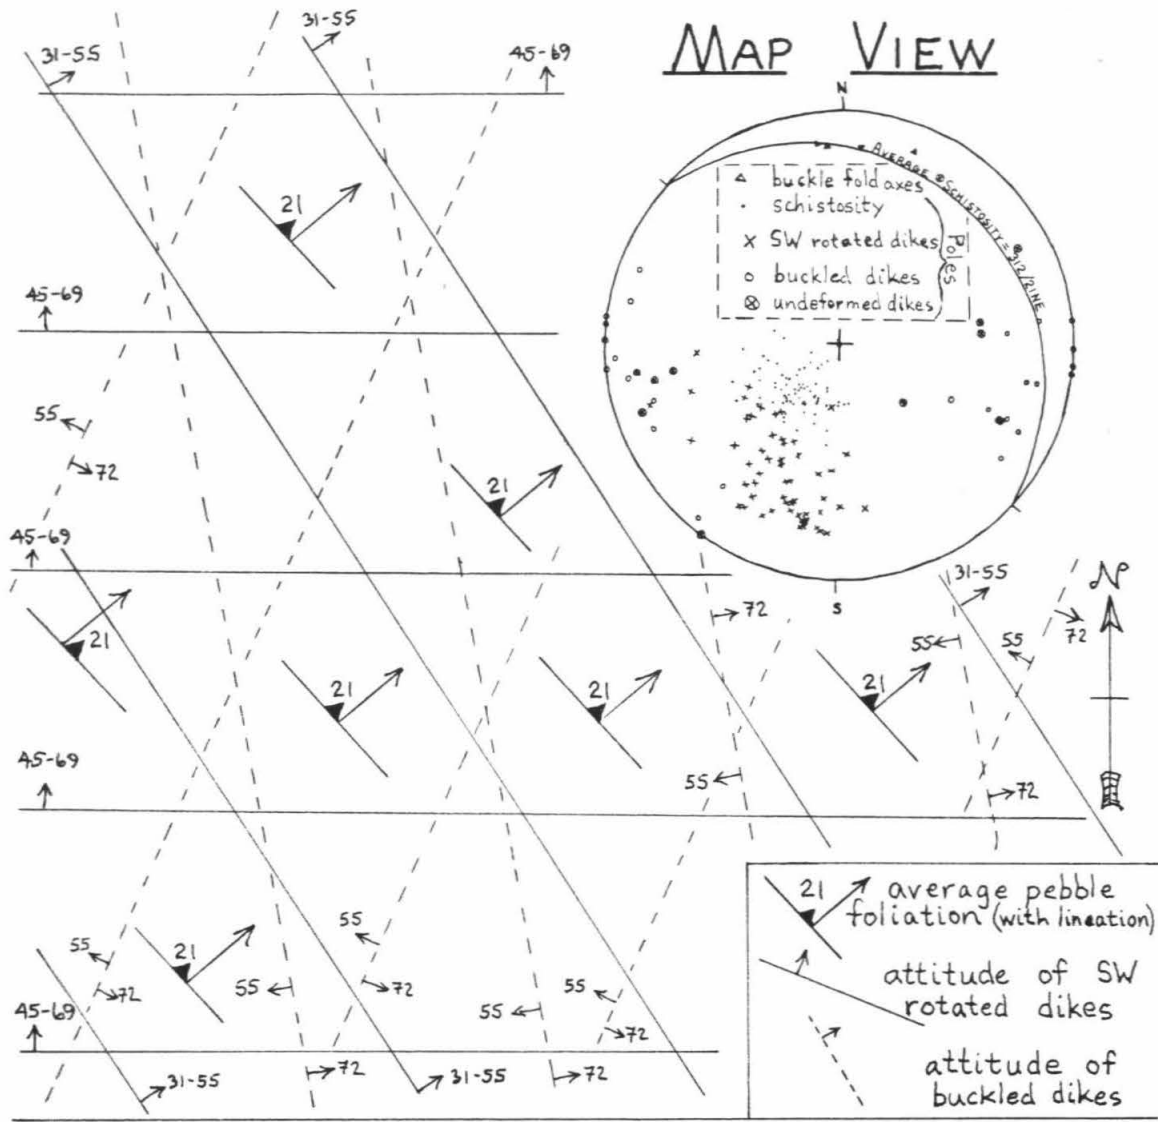 MAP VIEW
31-55
31-55
45-69
N
AVERAGE SCHISTOSITY = 312/21NE
buckle fold axes
schistosity
SW rotated dikes
buckled dikes
undeformed dikes
Poles
21
45-69
55
72
21
45-69
S
31-55
N
72
21
55
55
72
21
21
21
45-69
55
72
21
average pebble
foliation (with lineation)
attitude of SW
rotated dikes
attitude of
buckled dikes
55
55
21
72
55
72
55
55
72
45-69
72
31-55
31-55
72